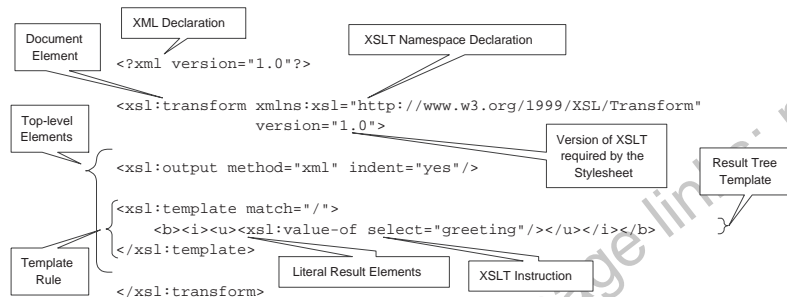 XML Declaration
Document
Element
XSLT Namespace Declaration
<?xml version="1.0"?>
<xsl:transform xmlns:xsl="http://www.w3.org/1999/XSL/Transform"
version="1.0">
Top-level
Elements
Version of XSLT
required by the
Stylesheet
<xsl:output method="xml" indent="yes"/>
Result Tree
Template
<xsl:template match="/">
<b><i><u><xsl:value-of select="greeting"/></u></i></b>
</xsl:template>
Template
Rule
Literal Result Elements
XSLT Instruction
</xsl:transform>